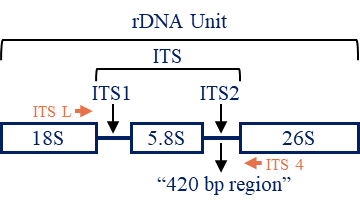 rDNA Unit
ITS
ITS1 ITS2
ITS L
18S 5.8S 26S
ITS 4
“420 bp region”